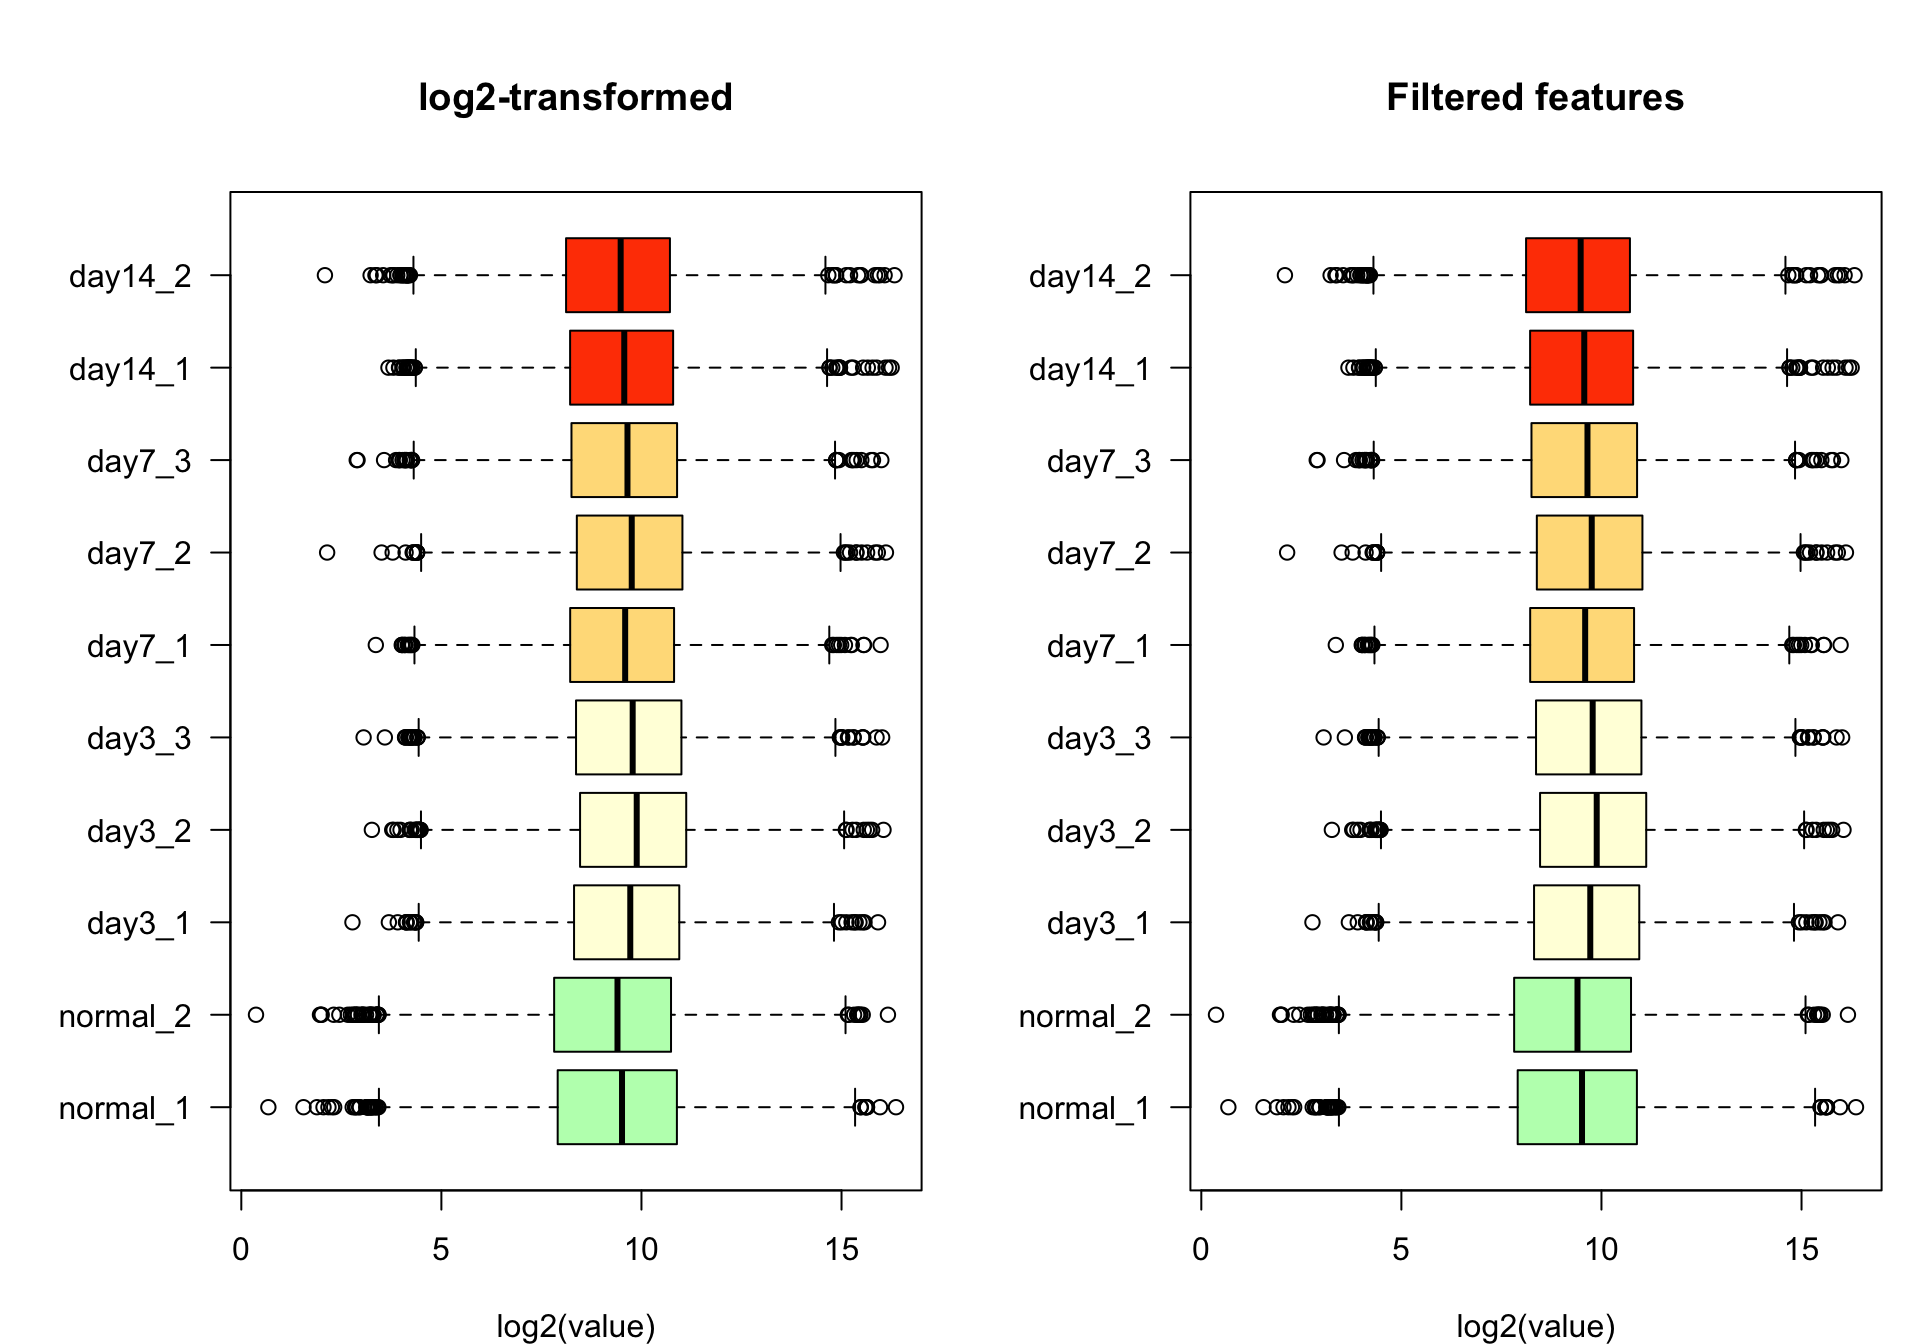 log2-transformed
day14_2
day14_1
day7_3
day7_2
day7_1
day3_3
day3_2
day3_1
normal_2
normal_1
0 5 10 15
log2(value)
Filtered features
day14_2
day14_1
day7_3
day7_2
day7_1
day3_3
day3_2
day3_1
normal_2
normal_1
0 5 10 15
log2(value)